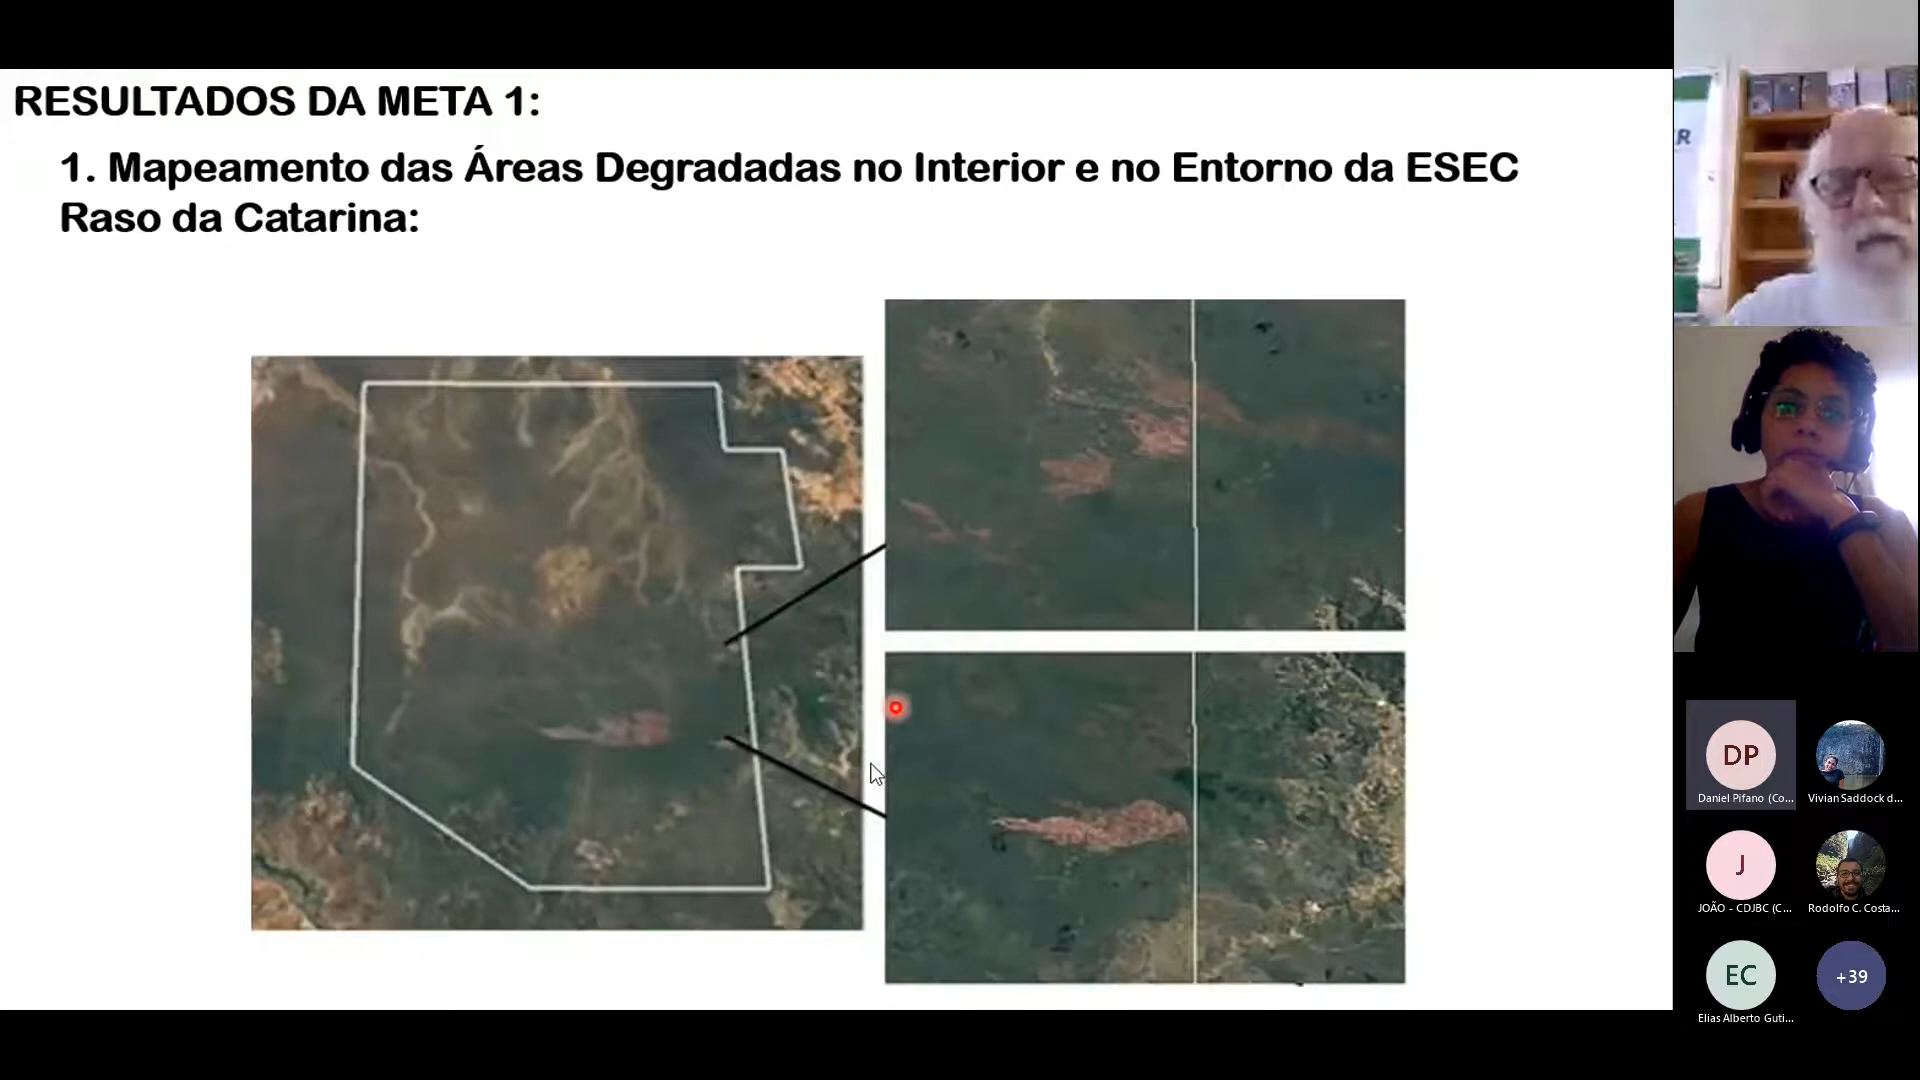 RESULTADOS DA META 1:
1. Mapeamento das Áreas Degradadas no Interior e no Entorno da ESEC
Raso da Catarina:
R
DP
Daniel Pifano (Co...
Vivian Saddock d...
J
JOÃO - CDJBC (C...
Rodolfo C. Costa...
EC
Elias Alberto Guti...
+39